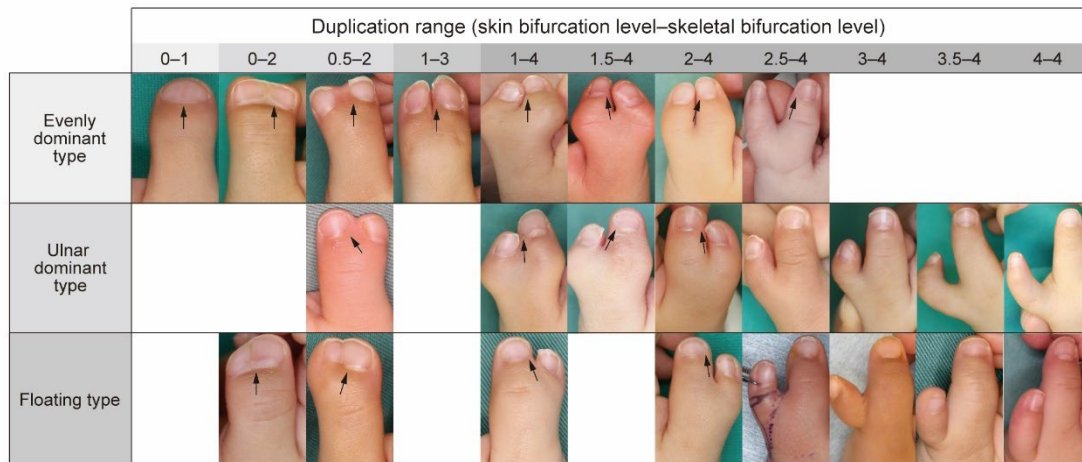 Duplication range (skin bifurcation level–skeletal bifurcation level)
0–1 0–2 0.5–2 1–3 1–4 1.5–4 2–4 2.5–4 3–4 3.5–4 4–4
Evenly
dominant
type
Ulnar
dominant
type
Floating type